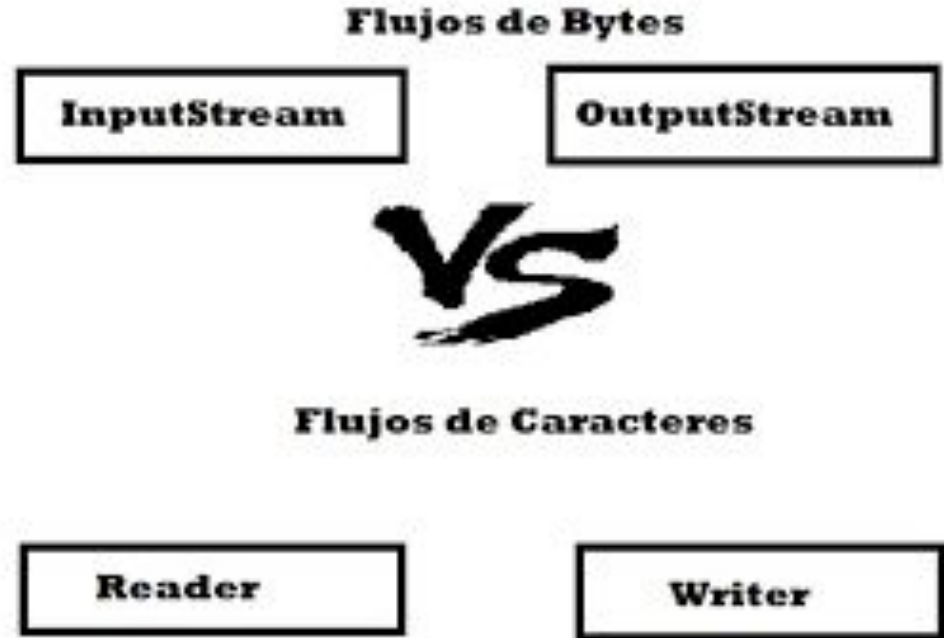 Flujos de Bytes
InputStream OutputStream
VS
Flujos de Caracteres
Reader Writer